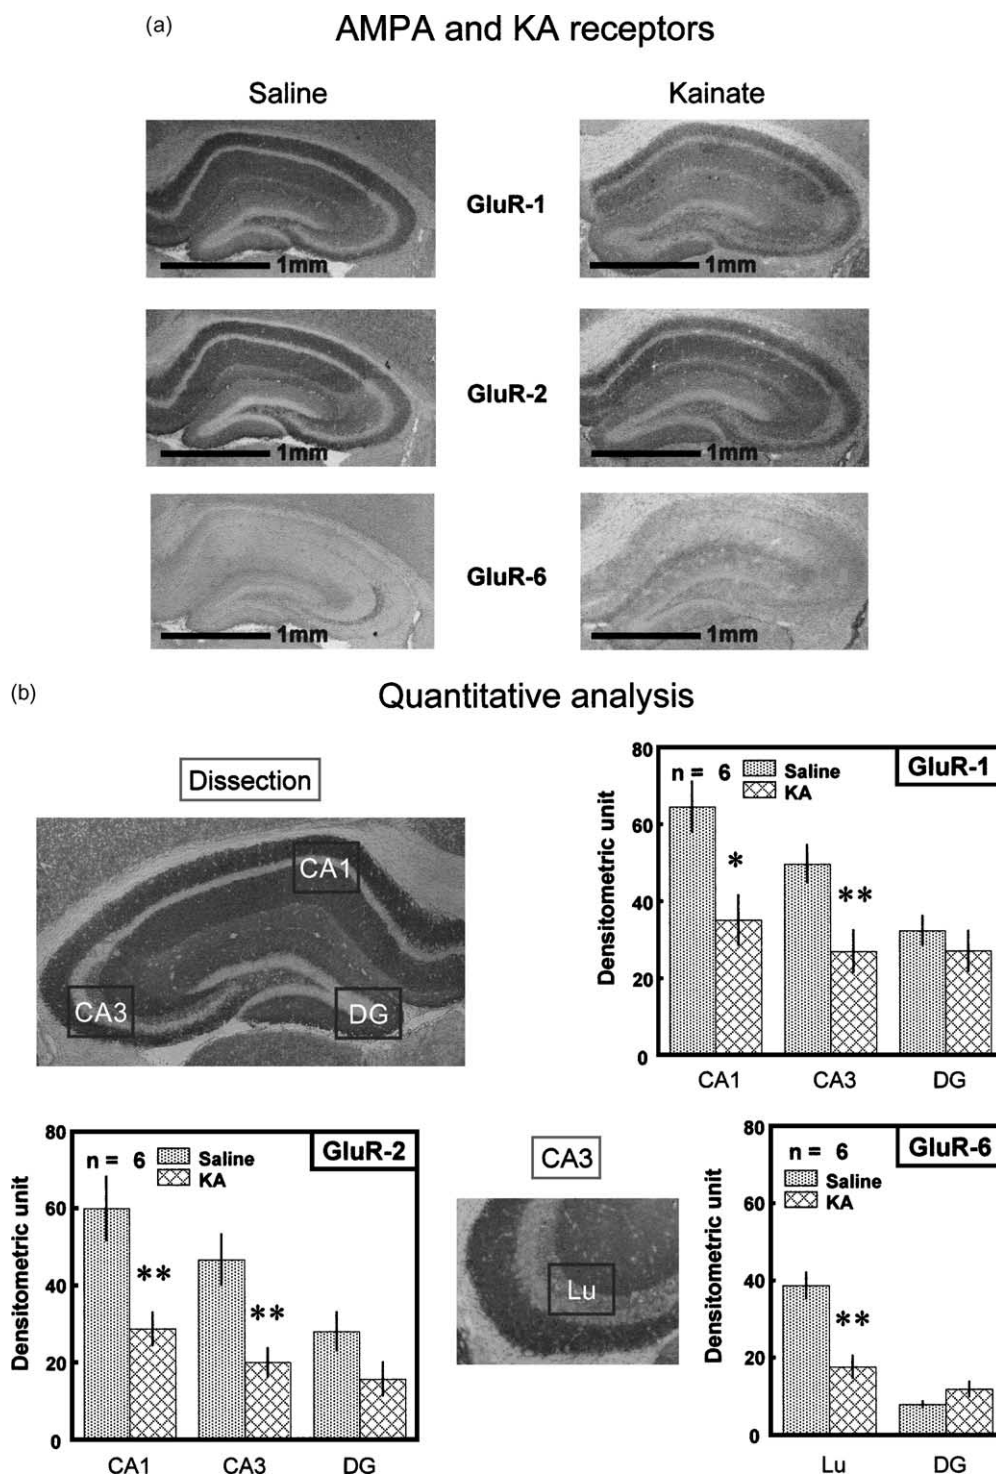 (a)
AMPA and KA receptors
Saline
Kainate
GluR-1
1mm
1mm
GluR-2
1mm
1mm
GluR-6
1mm
1mm
(b)
Quantitative analysis
Dissection
CA1
CA3
DG
GluR-1
n = 6
Saline
KA
Densitometric unit
80
60
40
20
0
*
**
CA1 CA3 DG
GluR-2
n = 6
Saline
KA
Densitometric unit
80
60
40
20
0
**
**
CA1 CA3 DG
CA3
Lu
GluR-6
n = 6
Saline
KA
Densitometric unit
80
60
40
20
0
**
Lu DG